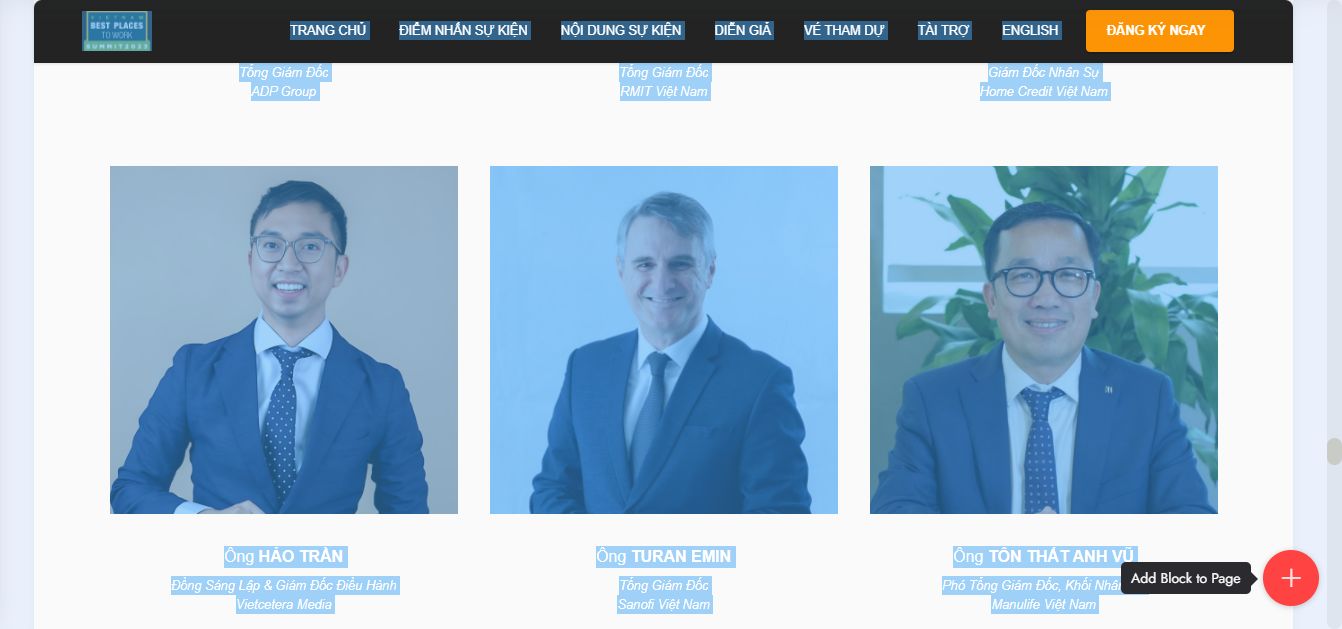 VIETNAM
BEST PLACES
TO WORK
SUMMIT2023
TRANG CHỦ
ĐIỂM NHẤN SỰ KIỆN
NỘI DUNG SỰ KIỆN
DIỄN GIẢ
VÉ THAM DỰ
TÀI TRỢ
ENGLISH
ĐĂNG KÝ NGAY
Tổng Giám Đốc
ADP Group
Tổng Giám Đốc
RMIT Việt Nam
Giám Đốc Nhân Sự
Home Credit Việt Nam
Ông HẢO TRẦN
Đồng Sáng Lập & Giám Đốc Điều Hành
Vietcetera Media
Ông TURAN EMIN
Tổng Giám Đốc
Sanofi Việt Nam
Ông TÔN THẤT ANH VŨ
Phó Tổng Giám Đốc, Khối Nhân
Manulife Việt Nam
Add Block to Page